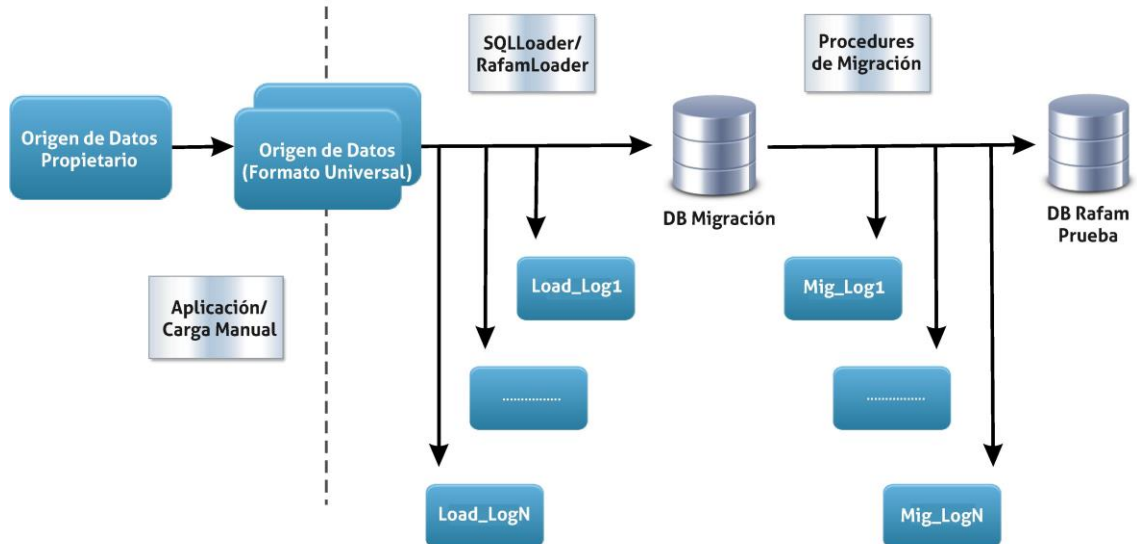 SQLLoader/
RafamLoader
Procedures
de Migración
Origen de Datos
Propietario
Origen de Datos
(Formato Universal)
DB Migración
DB Rafam
Prueba
Aplicación/
Carga Manual
Load_Log1
Mig_Log1
................
................
Load_LogN
Mig_LogN